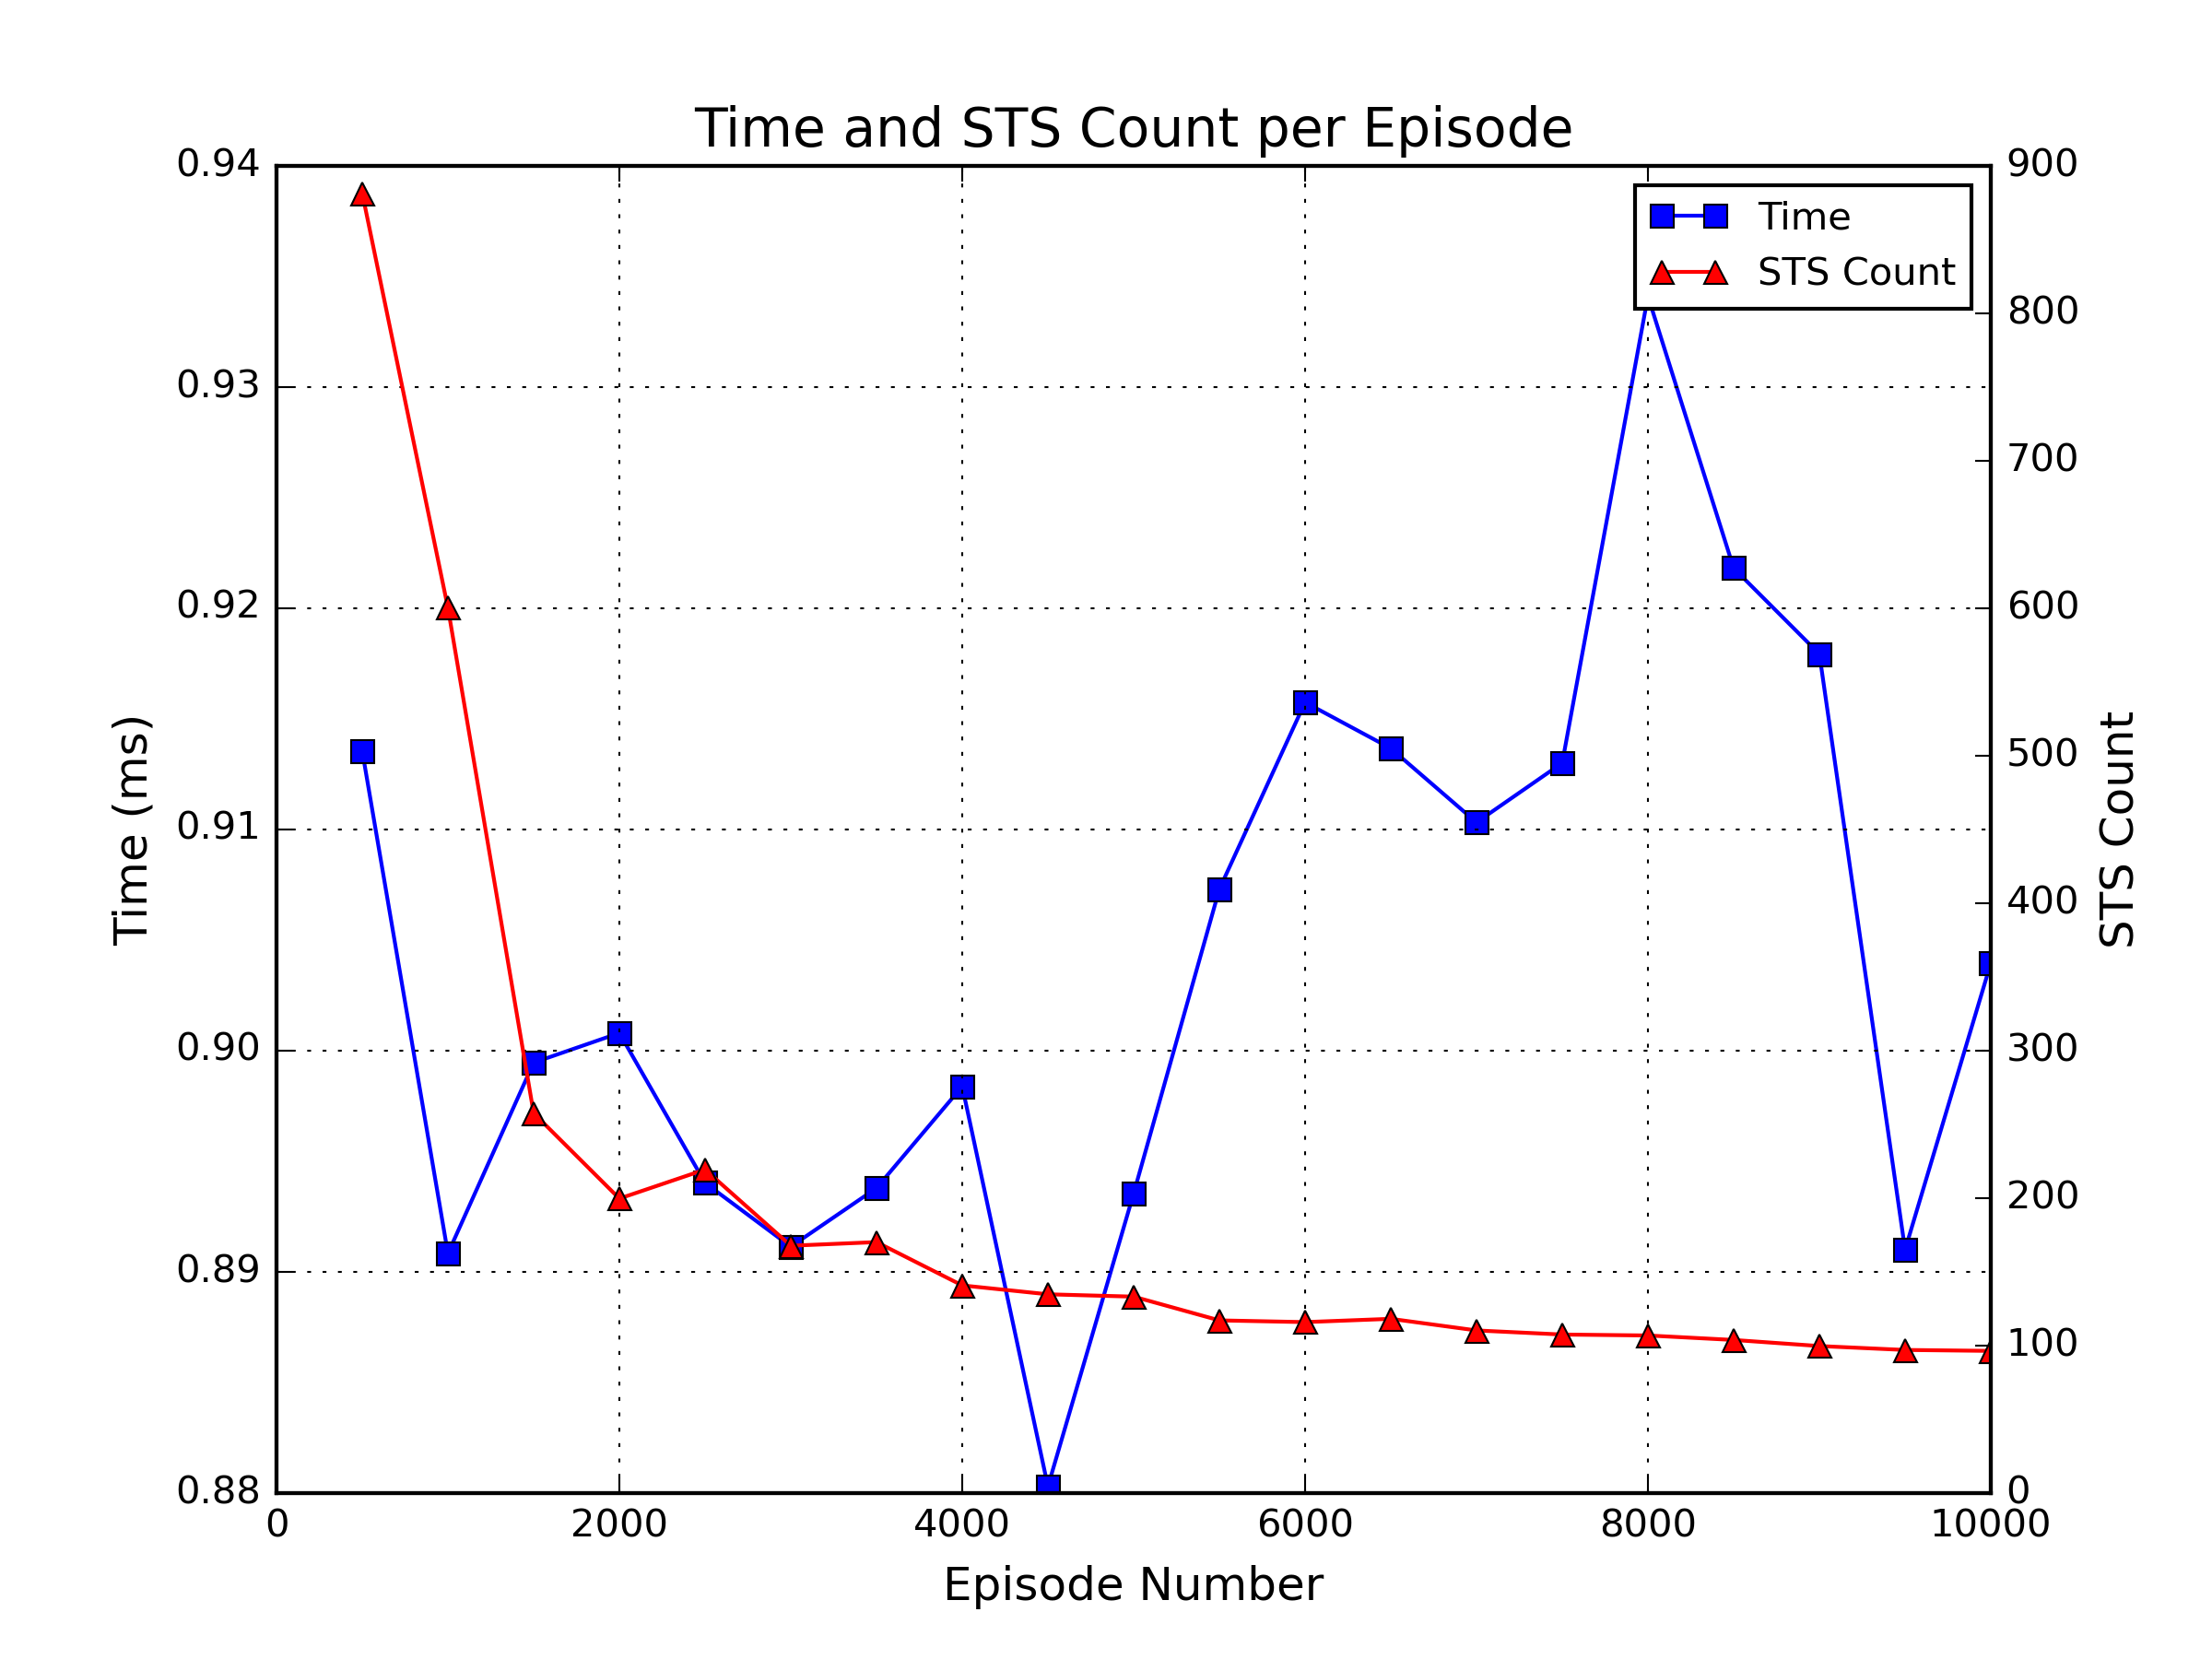 Time and STS Count per Episode
0.94
0.93
0.92
0.91
0.90
0.89
0.88
Time (ms)
Time
STS Count
900
800
700
600
500
400
300
200
100
0
STS Count
0 2000 4000 6000 8000 10000
Episode Number